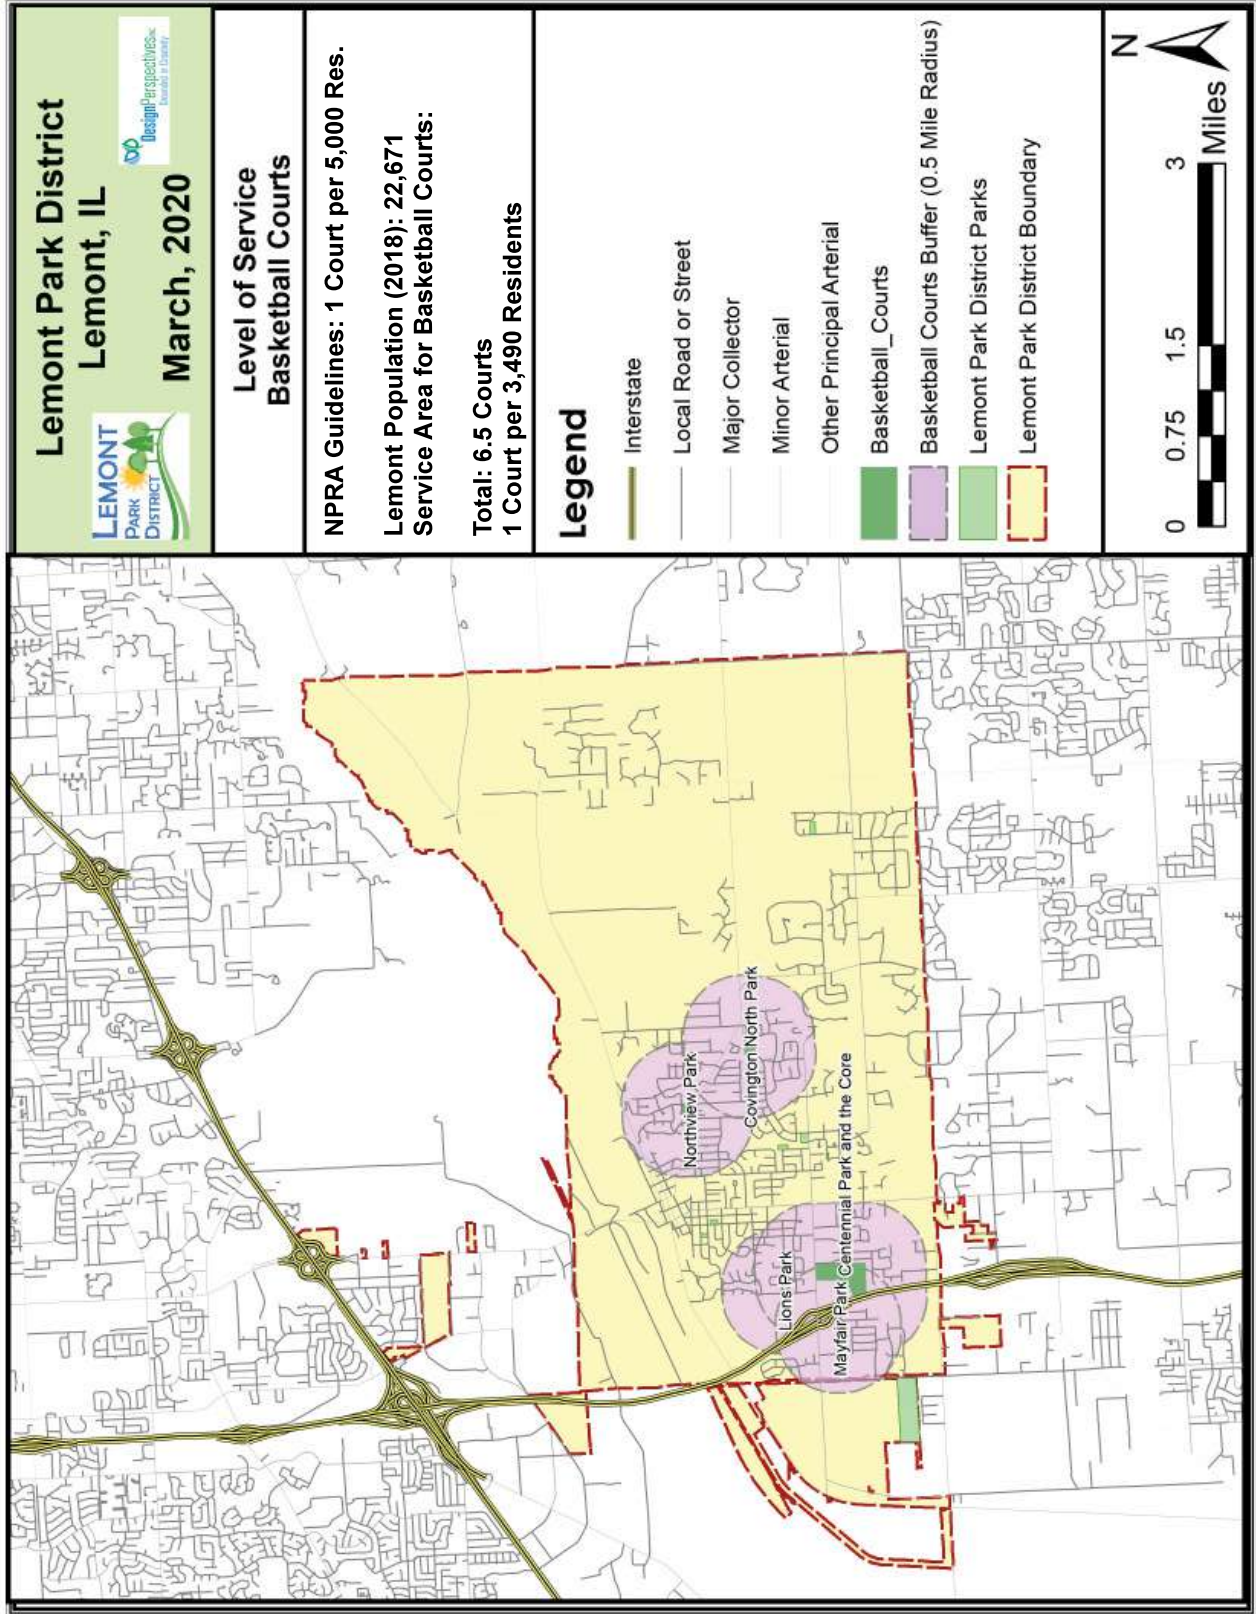 Lemont Park District
Lemont, IL
March, 2020
LEMONT
PARK
DISTRICT
DesignPerspectives
Level of Service
Basketball Courts
NPRA Guidelines: 1 Court per 5,000 Res.
Lemont Population (2018): 22,671
Service Area for Basketball Courts:
Total: 6.5 Courts
1 Court per 3,490 Residents
Legend
Interstate
Local Road or Street
Major Collector
Minor Arterial
Other Principal Arterial
Basketball_Courts
Basketball Courts Buffer (0.5 Mile Radius)
Lemont Park District Parks
Lemont Park District Boundary
N
0 0.75 1.5 3
Miles
Northview Park
Covington North Park
Lions Park
Mayfair Park
Centennial Park and the Core